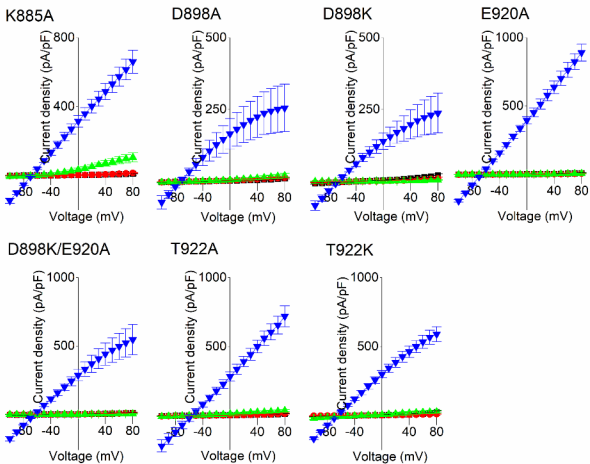 K885A
D898A
D898K
E920A
800
400
Current density (pA/pF)
-80 -40 40 80
Voltage (mV)
500
250
Current density (pA/pF)
-40 40 80
Voltage (mV)
500
250
Current density (pA/pF)
-40 40 80
Voltage (mV)
1000
500
Current density (pA/pF)
-80 -40 40 80
Voltage (mV)
D898K/E920A
T922A
T922K
1000
500
Current density (pA/pF)
-80 -40 40 80
Voltage (mV)
1000
500
Current density (pA/pF)
-40 40 80
Voltage (mV)
1000
500
Current density (pA/pF)
-40 40 80
Voltage (mV)